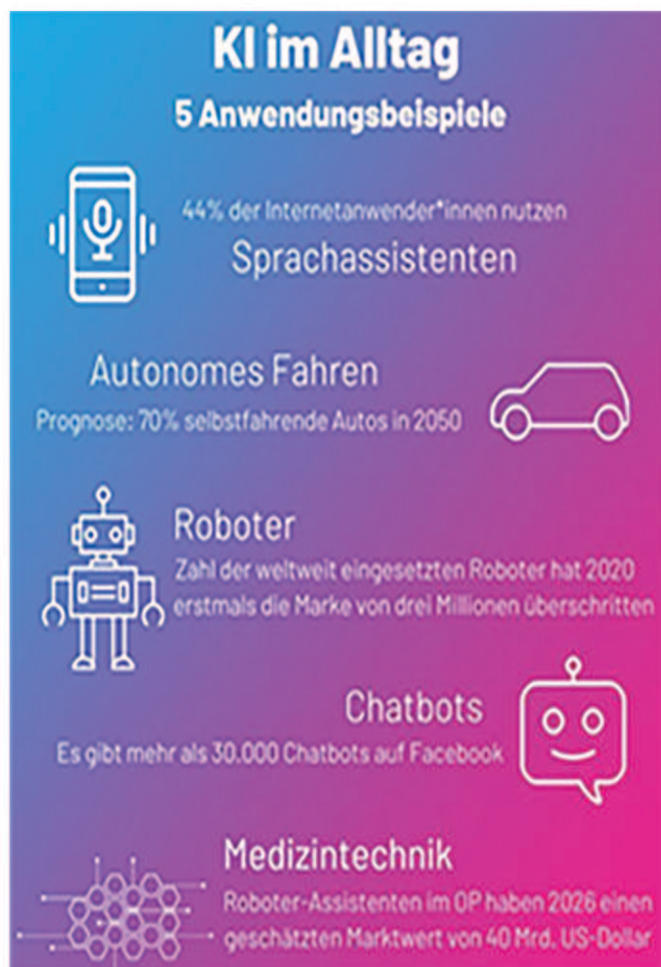 KI im Alltag
5 Anwendungsbeispiele
44% der Internetanwender*innen nutzen
Sprachassistenten
Autonomes Fahren
Prognose: 70% selbstfahrende Autos in 2050
Roboter
Zahl der weltweit eingesetzten Roboter hat 2020
erstmals die Marke von drei Millionen überschritten
Chatbots
Es gibt mehr als 30.000 Chatbots auf Facebook
Medizintechnik
Roboter-Assistenten im OP haben 2026 einen
geschätzten Marktwert von 40 Mrd. US-Dollar